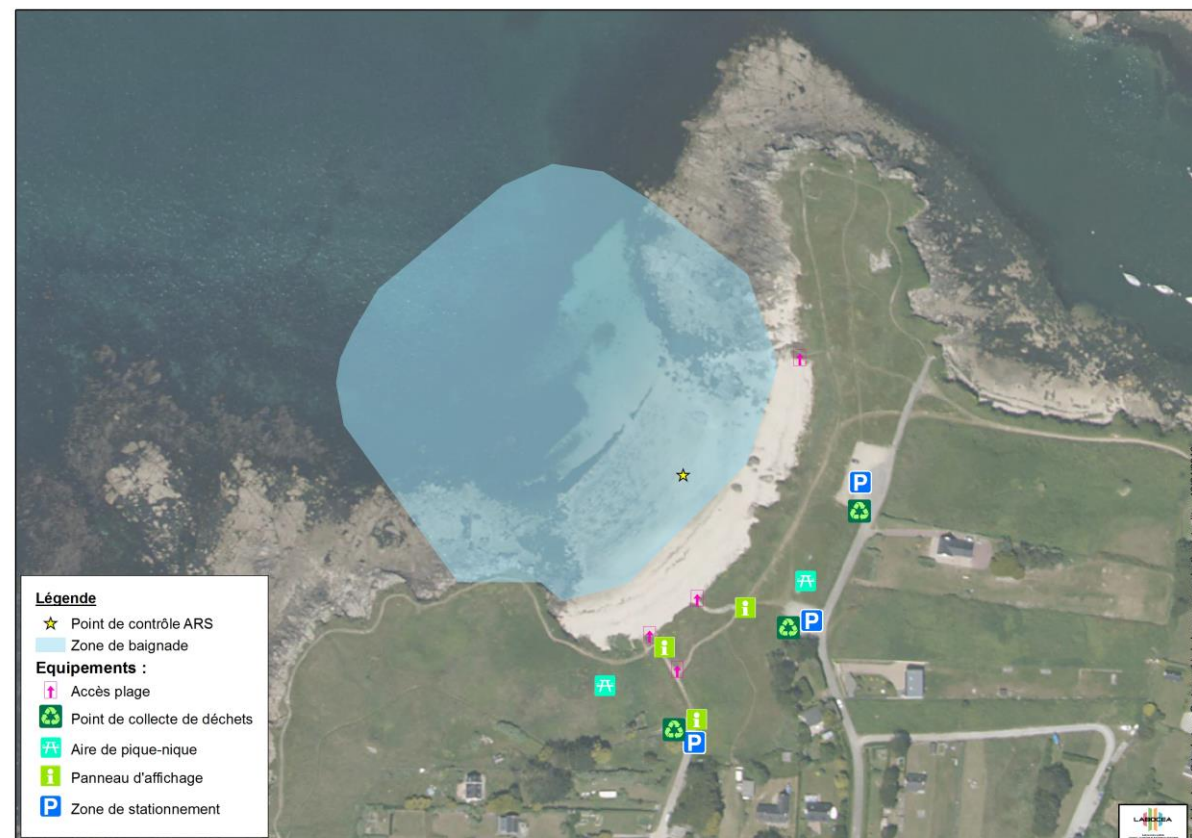 Légende
Point de contrôle ARS
Zone de baignade
Equipements :
Accès plage
Point de collecte de déchets
Aire de pique-nique
Panneau d'affichage
Zone de stationnement
P
P
P
P
i
i
i
i
LABOCEA